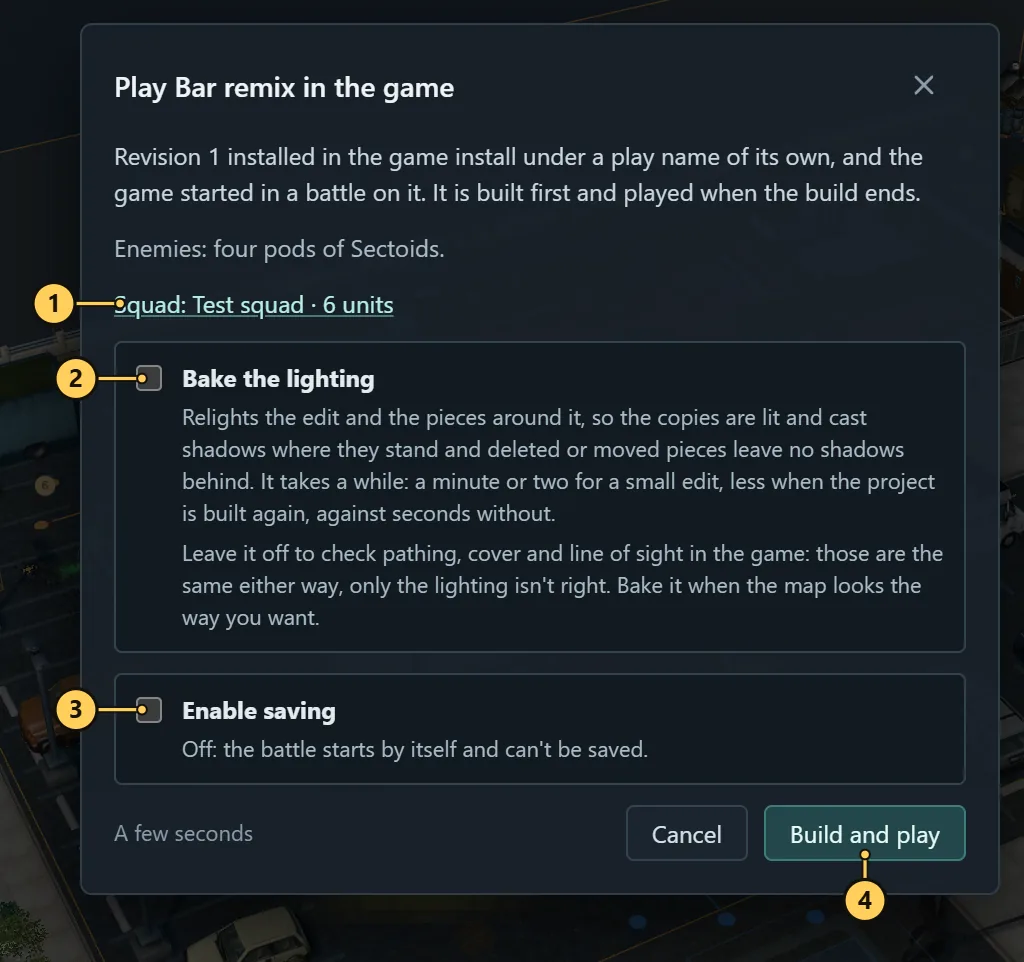 Play Bar remix in the game
Revision 1 installed in the game install under a play name of its own, and the
game started in a battle on it. It is built first and played when the build ends.
Enemies: four pods of Sectoids.
1
Squad: Test squad · 6 units
2
Bake the lighting
Relights the edit and the pieces around it, so the copies are lit and cast
shadows where they stand and deleted or moved pieces leave no shadows
behind. It takes a while: a minute or two for a small edit, less when the project
is built again, against seconds without.
Leave it off to check pathing, cover and line of sight in the game: those are the
same either way, only the lighting isn't right. Bake it when the map looks the
way you want.
6
3
Enable saving
Off: the battle starts by itself and can't be saved.
A few seconds
Cancel
Build and play
4